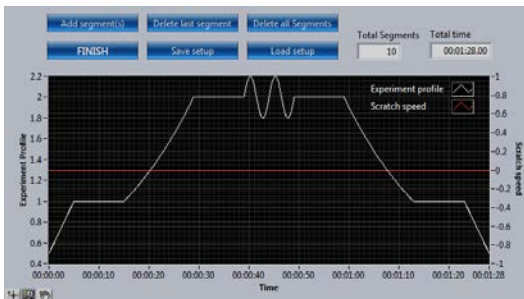 Add segment(s) Delete last segment Delete all Segments
Total Segments Total time
FINISH Save setup Load setup
10 00:01:28.00
Experiment profile
Scratch speed
2.2
2
1.8
1.6
1.4
1.2
1
0.8
0.6
0.4
Experiment Profile
1
0.8
0.6
0.4
0.2
0
-0.2
-0.4
-0.6
-0.8
-1
Scratch speed
00:00:00 00:00:10 00:00:20 00:00:30 00:00:40 00:00:50 00:01:00 00:01:10 00:01:20 00:01:28
Time